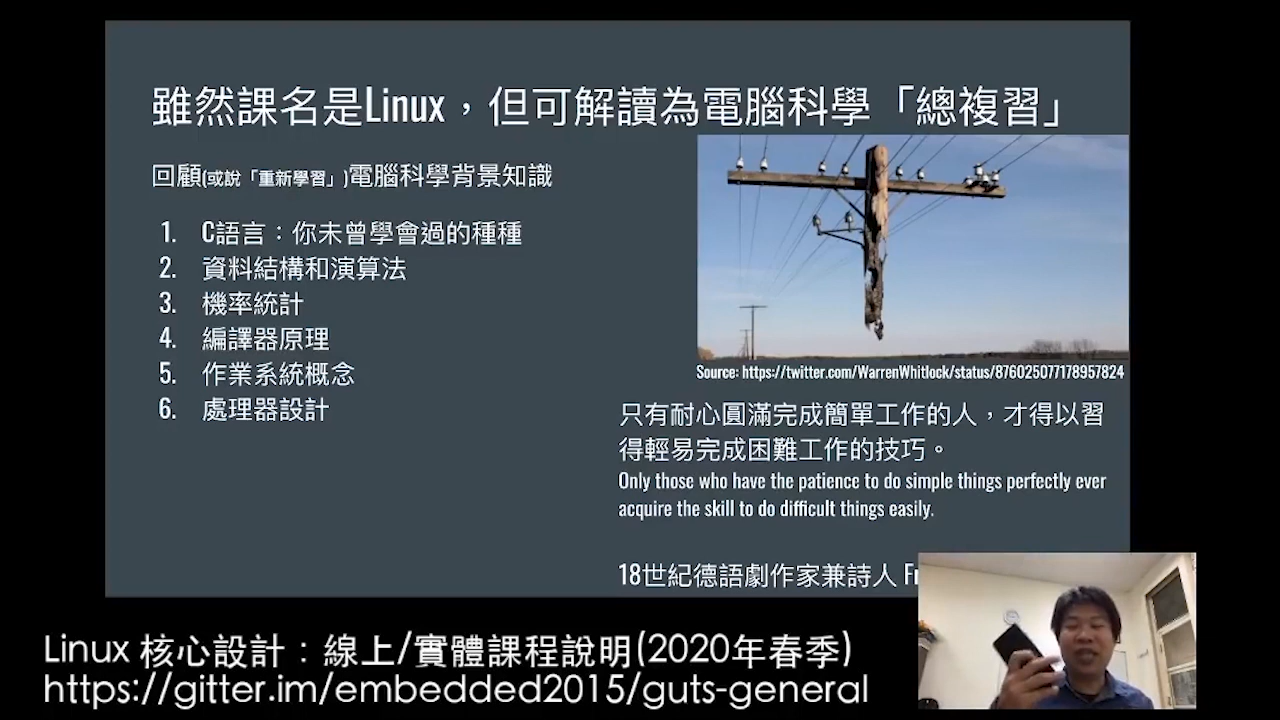 雖然課名是Linux，但可解讀為電腦科學「總複習」
回顧(或說「重新學習」)電腦科學背景知識
1. C語言：你未曾學會過的種種
2. 資料結構和演算法
3. 機率統計
4. 編譯器原理
5. 作業系統概念
6. 處理器設計
Source: https://twitter.com/WarrenWhitlock/status/876025077178957824
只有耐心圓滿完成簡單工作的人，才得以習
得輕易完成困難工作的技巧。
Only those who have the patience to do simple things perfectly ever
acquire the skill to do difficult things easily.
18世紀德語劇作家兼詩人
Linux 核心設計：線上/實體課程說明(2020年春季)
https://gitter.im/embedded2015/guts-general